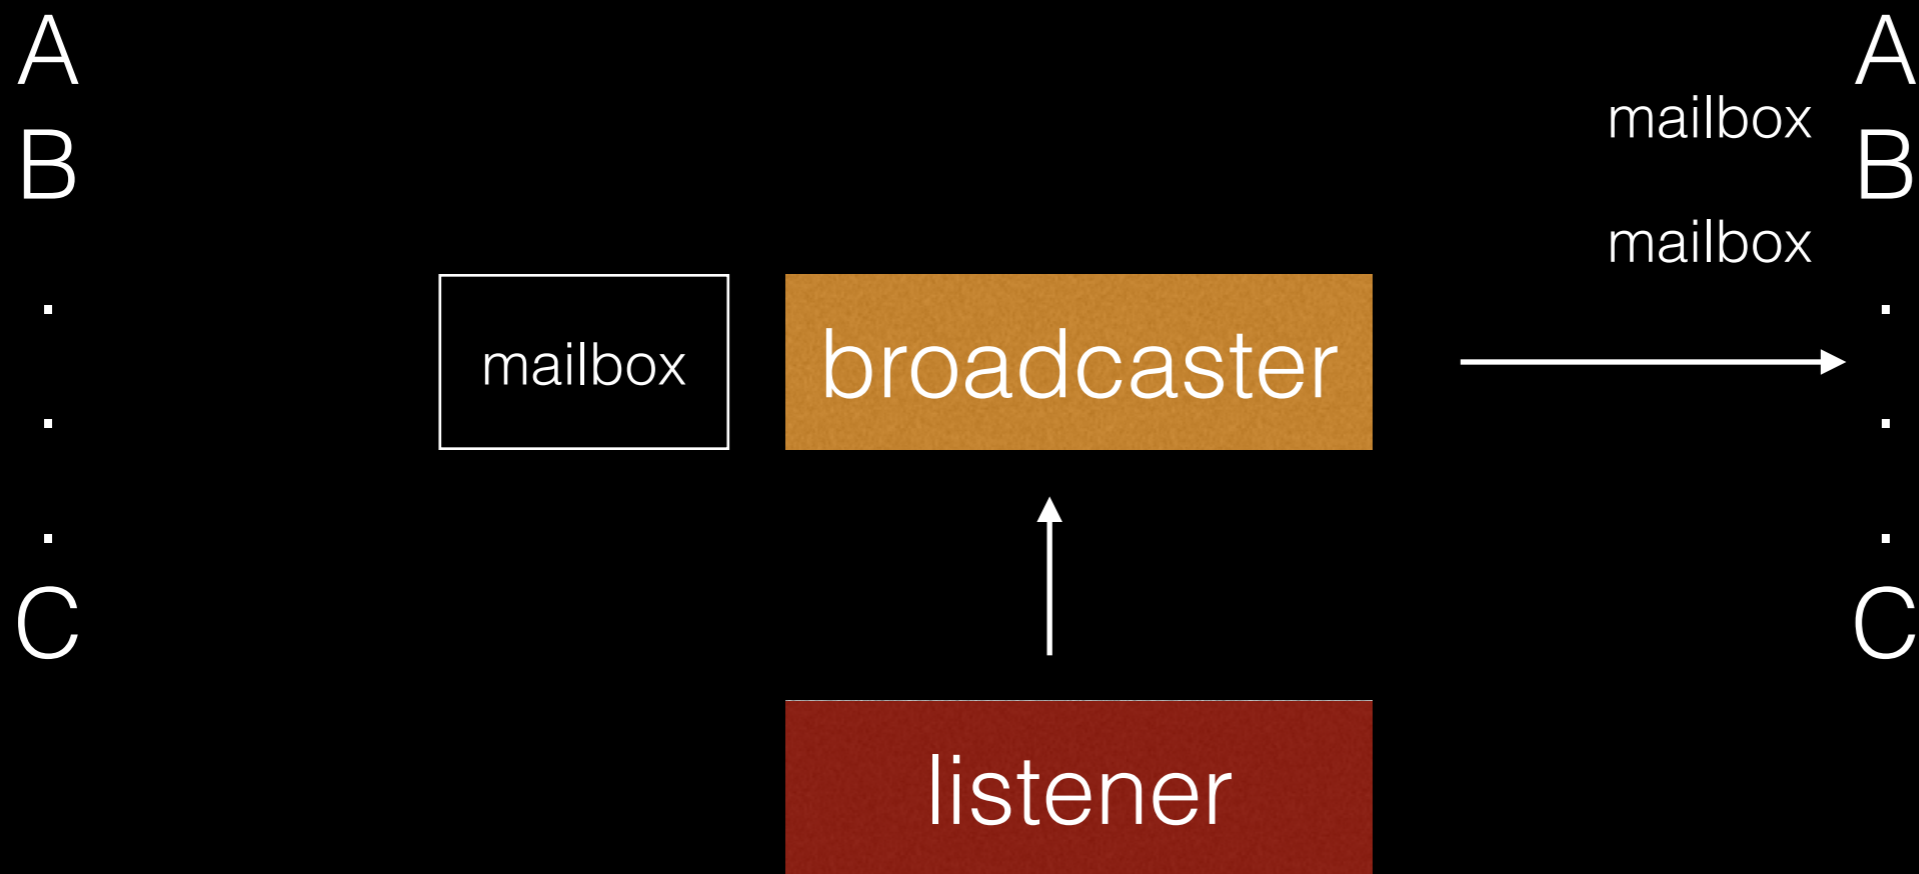 A
B
.
.
.
C
mailbox
broadcaster
listener
mailbox
mailbox
A
B
.
.
.
C